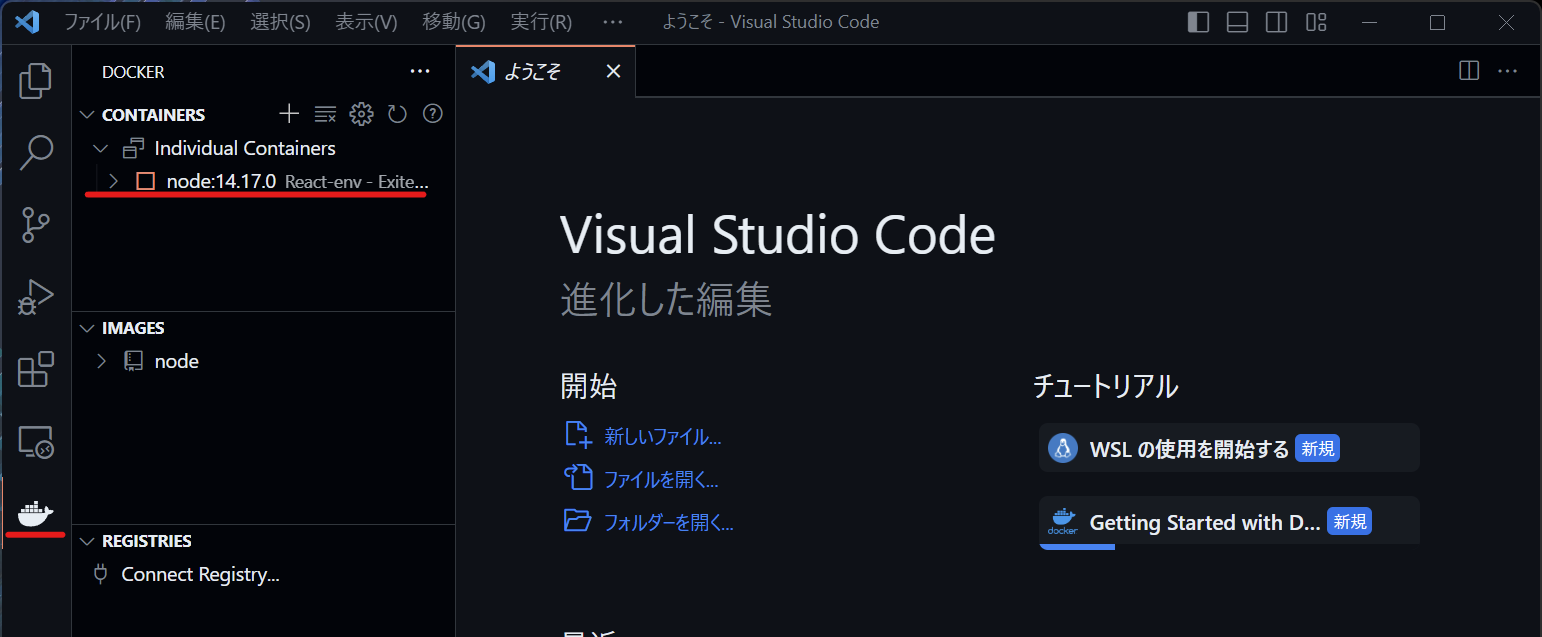 ファイル(F) 編集(E) 選択(S) 表示(V) 移動(G) 実行(R) ··· ようこそ - Visual Studio Code
DOCKER
ようこそ
CONTAINERS
Individual Containers
node:14.17.0 React-env - Exite...
IMAGES
node
REGISTRIES
Connect Registry...
Visual Studio Code
進化した編集
開始
新しいファイル...
ファイルを開く...
フォルダーを開く...
チュートリアル
WSL の使用を開始する 新規
docker
Getting Started with D... 新規